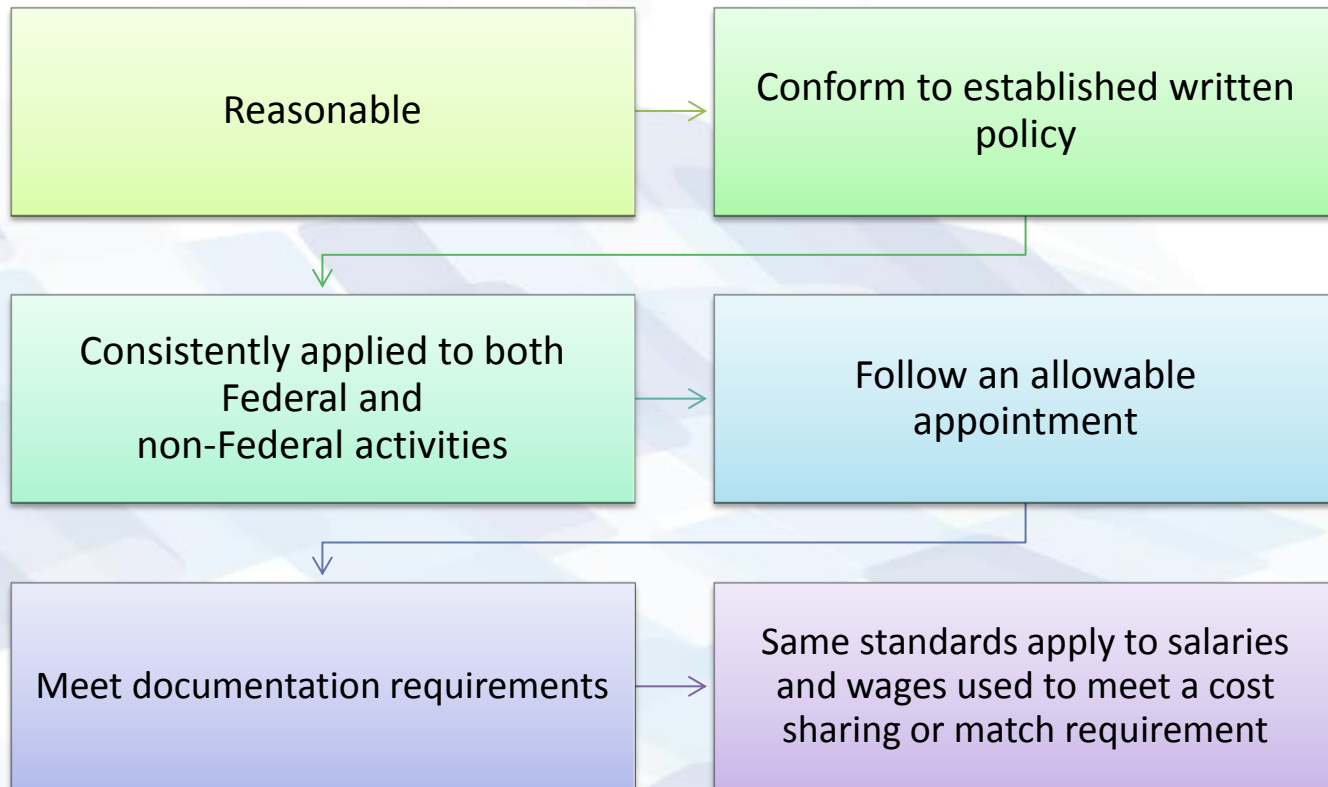 Reasonable
Conform to established written
policy
Consistently applied to both
Federal and
non-Federal activities
Follow an allowable
appointment
Meet documentation requirements
Same standards apply to salaries
and wages used to meet a cost
sharing or match requirement